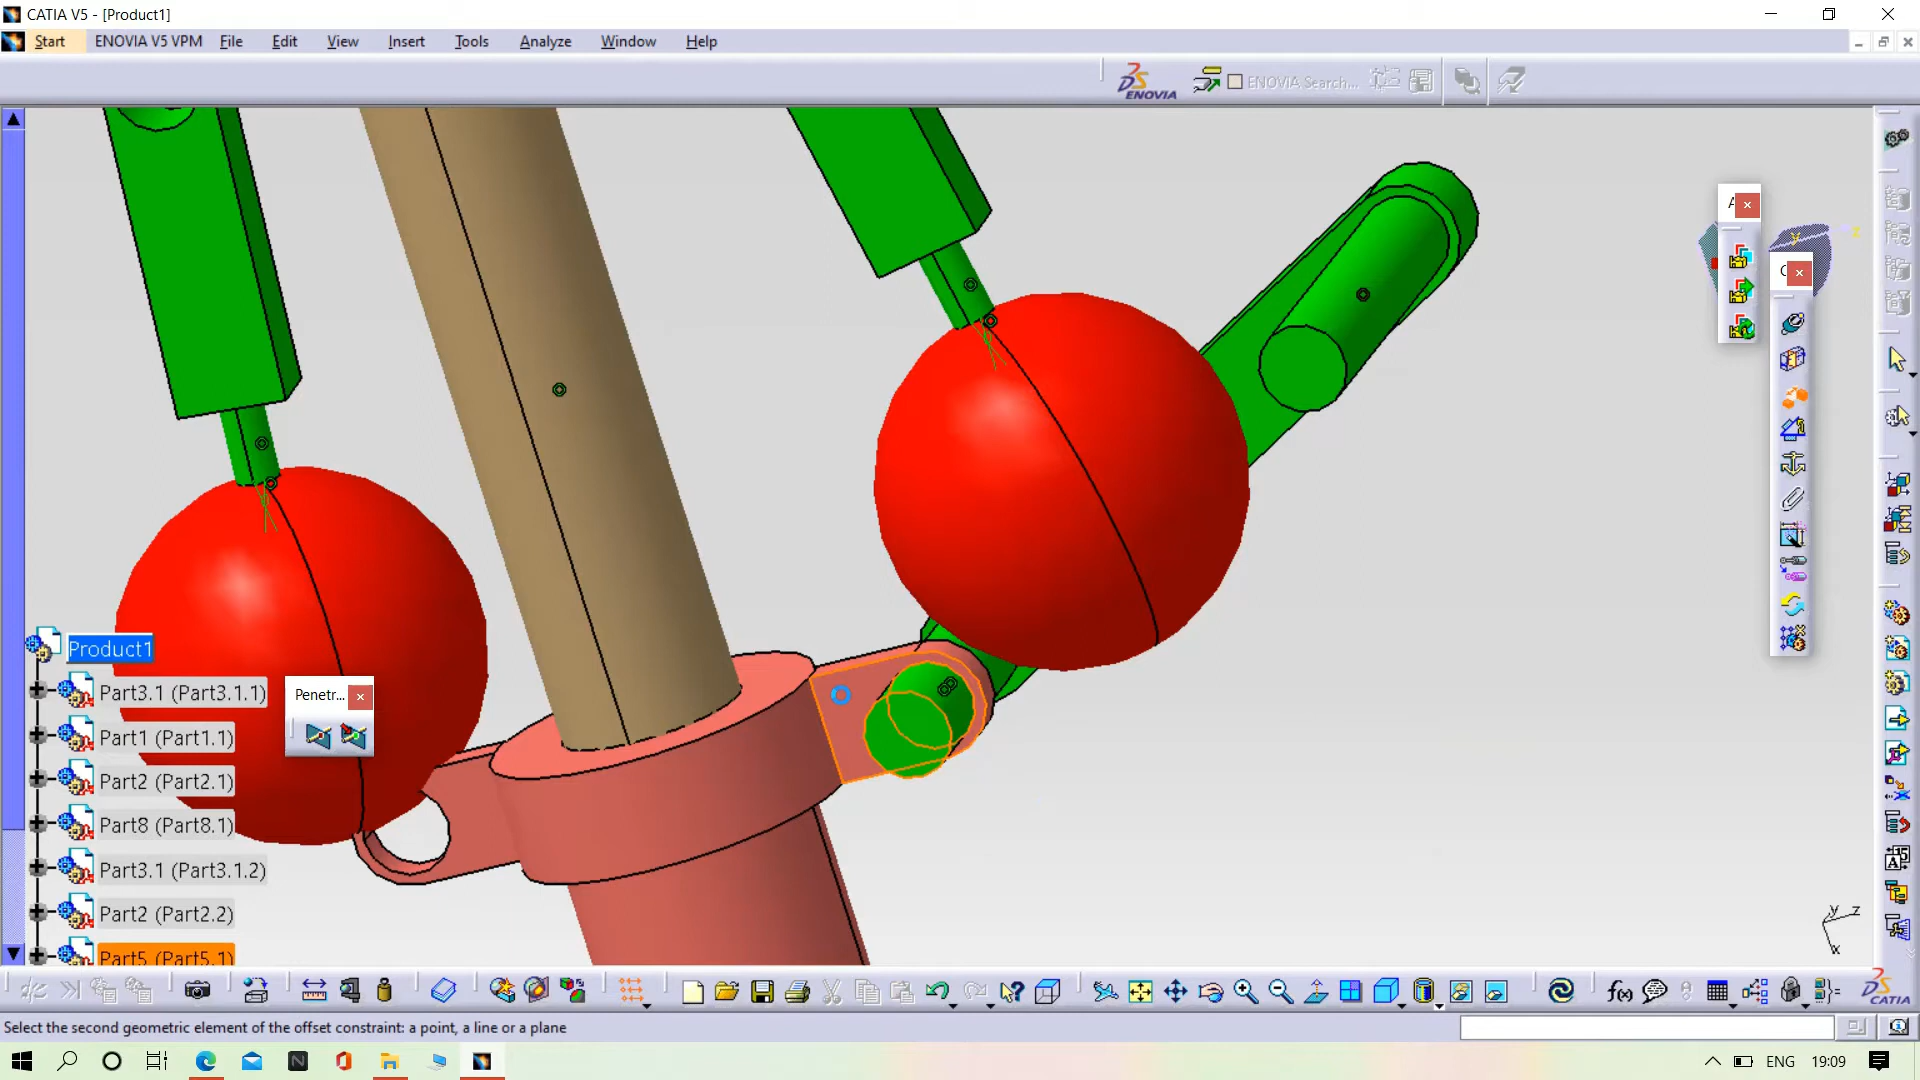 CATIA V5 - [Product1]
Start ENOVIA V5 VPM File Edit View Insert Tools Analyze Window Help
ENOVIA
ENOVIA Search...
A
y
z
C
Product1
Part3.1 (Part3.1.1)
Penetr...
Part1 (Part1.1)
Part2 (Part2.1)
Part8 (Part8.1)
Part3.1 (Part3.1.2)
Part2 (Part2.2)
Part5 (Part5.1)
y z
x
f(x)
CATIA
Select the second geometric element of the offset constraint: a point, a line or a plane
ENG 19:09